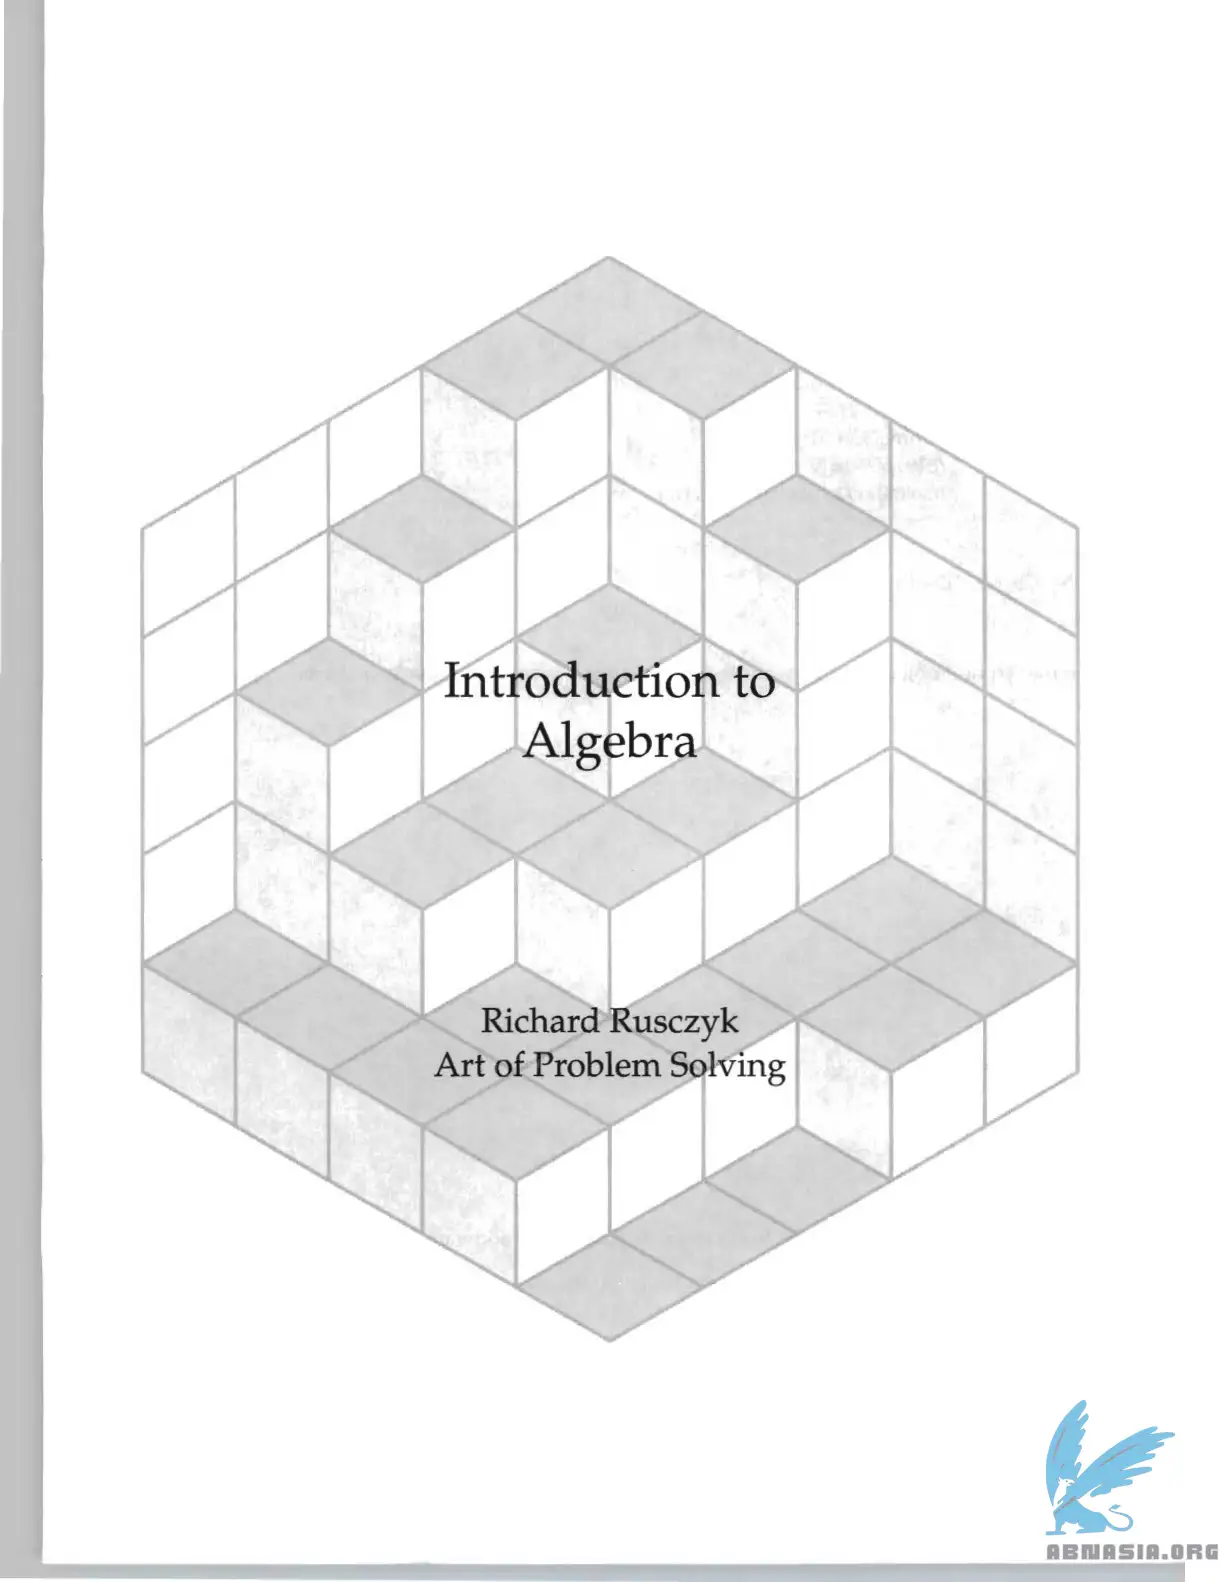 Introduction to
Algebra
Richard Rusczyk
Art of Problem Solving
ABNASIA.ORG